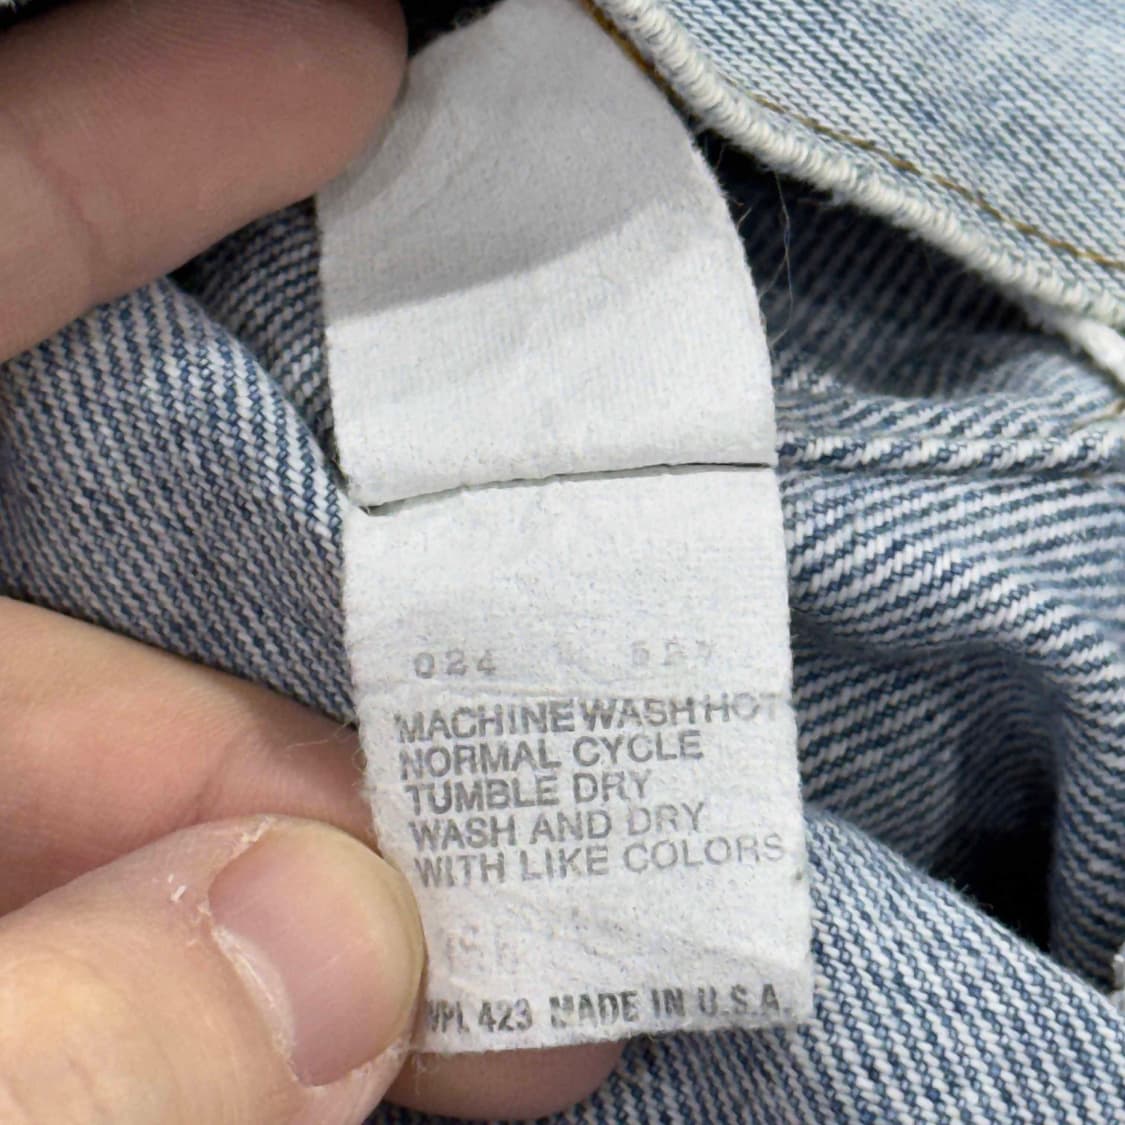 024
MACHINE WASH HOT
NORMAL CYCLE
TUMBLE DRY
WASH AND DRY
WITH LIKE COLORS
WPL 423 MADE IN U.S.A.